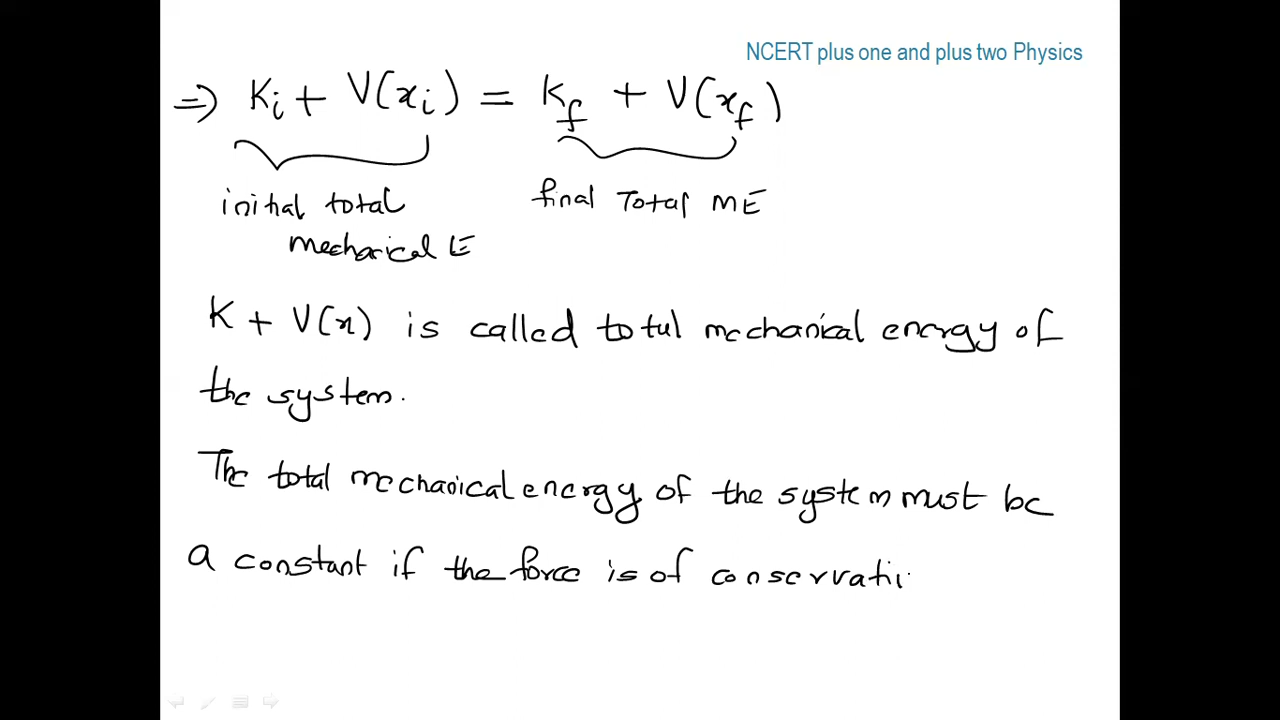 NCERT plus one and plus two Physics
⇒ Ki + V(xi) = Kf + V(xf)
initial total final Total ME
mechanical E
K + V(x) is called total mechanical energy of
the system.
The total mechanical energy of the system must be
a constant if the force is of conservati